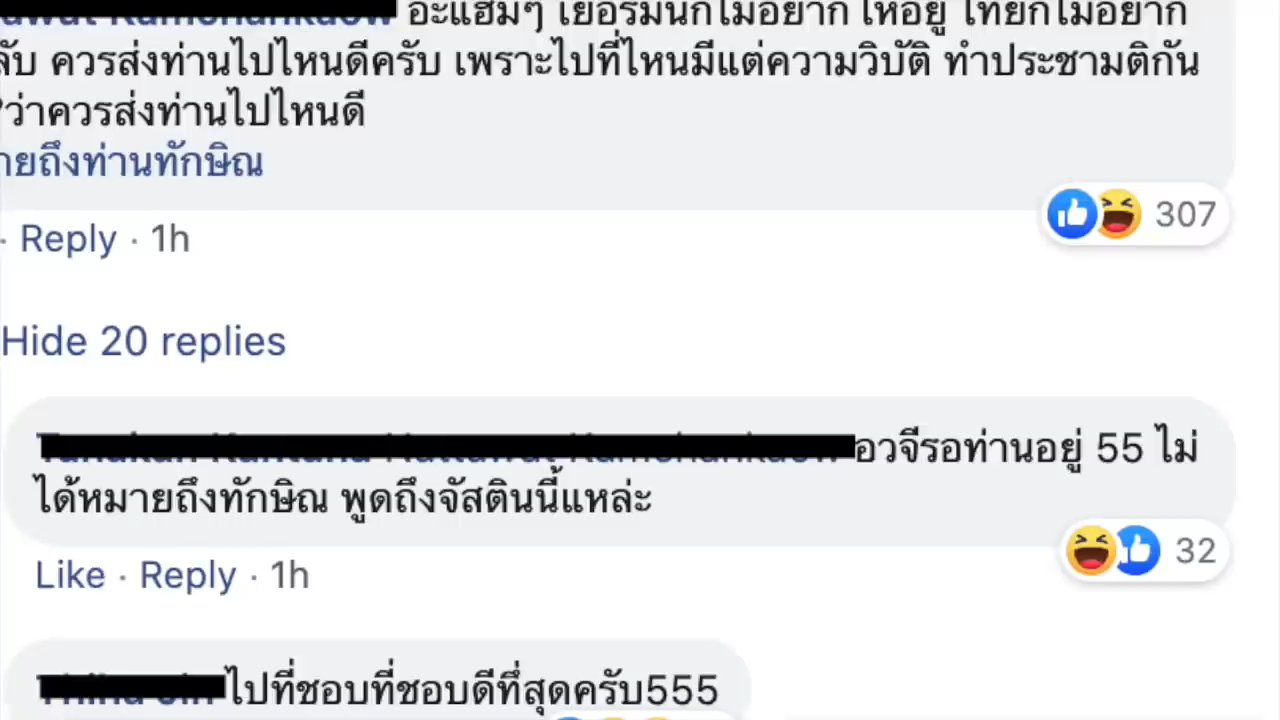 อะแฮ่มๆ เยอรมนีก็ไม่อยากให้อยู่ ไทยก็ไม่อยาก
ควรส่งท่านไปไหนดีครับ เพราะไปที่ไหนมีแต่ความวิบัติ ทำประชามติกัน
ว่าควรส่งท่านไปไหนดี
ายถึงท่านทักษิณ
307
· Reply · 1h
Hide 20 replies
อวจีรอท่านอยู่ 55 ไม่
ได้หมายถึงทักษิณ พูดถึงจัสตินนี้แหล่ะ
32
Like · Reply · 1h
ไปที่ชอบที่ชอบดีที่สุดครับ555